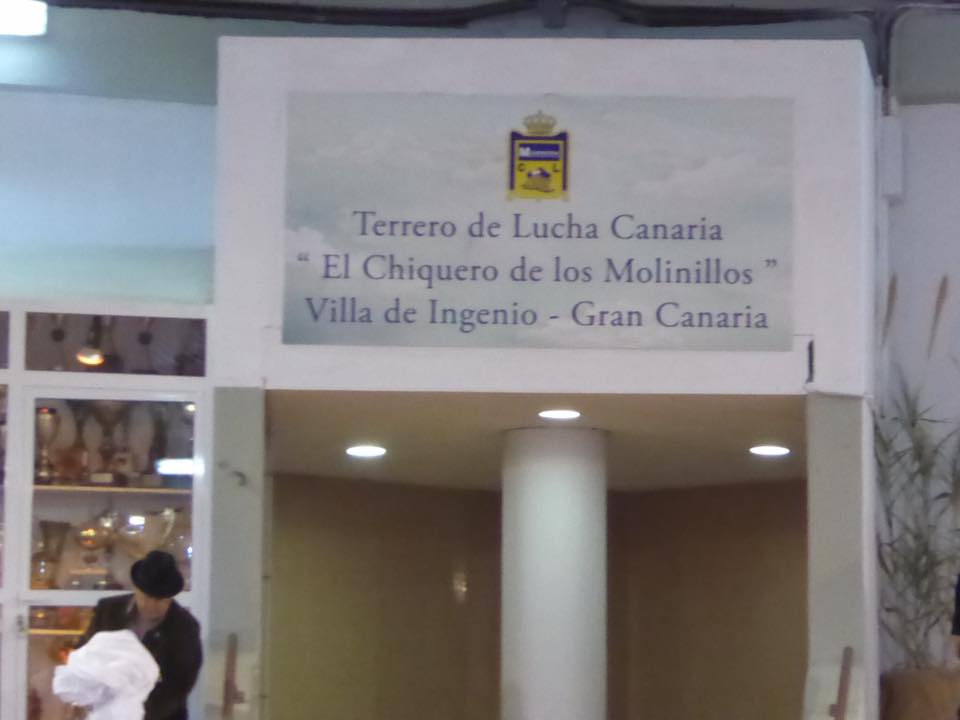 C L
Terrero de Lucha Canaria
“ El Chiquero de los Molinillos ”
Villa de Ingenio - Gran Canaria